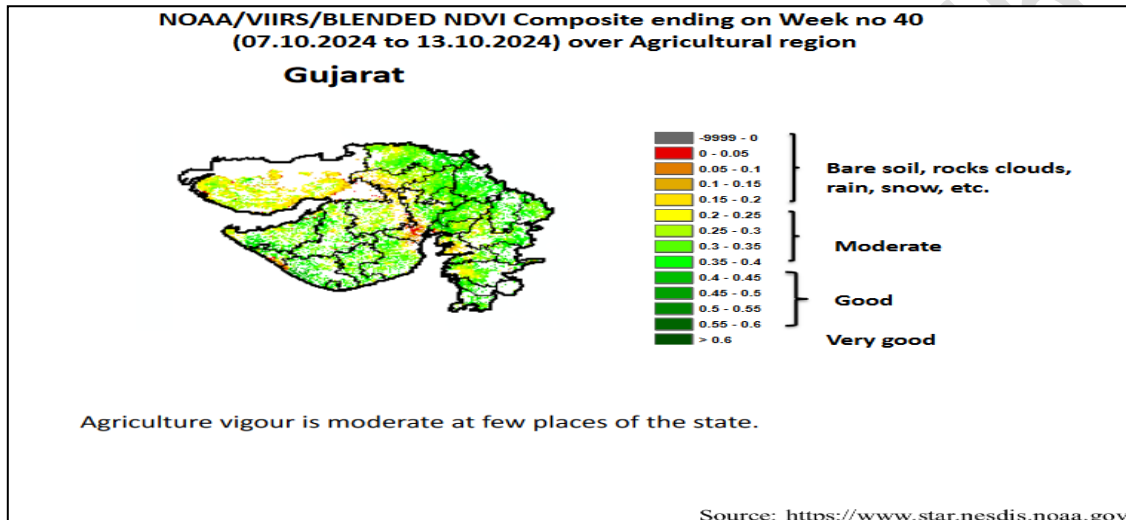 NOAA/VIIRS/BLENDED NDVI Composite ending on Week no 40
(07.10.2024 to 13.10.2024) over Agricultural region
Gujarat
-9999 - 0
0 - 0.05
0.05 - 0.1
0.1 - 0.15
0.15 - 0.2
0.2 - 0.25
0.25 - 0.3
0.3 - 0.35
0.35 - 0.4
0.4 - 0.45
0.45 - 0.5
0.5 - 0.55
0.55 - 0.6
> 0.6
Bare soil, rocks clouds,
rain, snow, etc.
Moderate
Good
Very good
Agriculture vigour is moderate at few places of the state.
Source: https://www.star.nesdis.noaa.gov